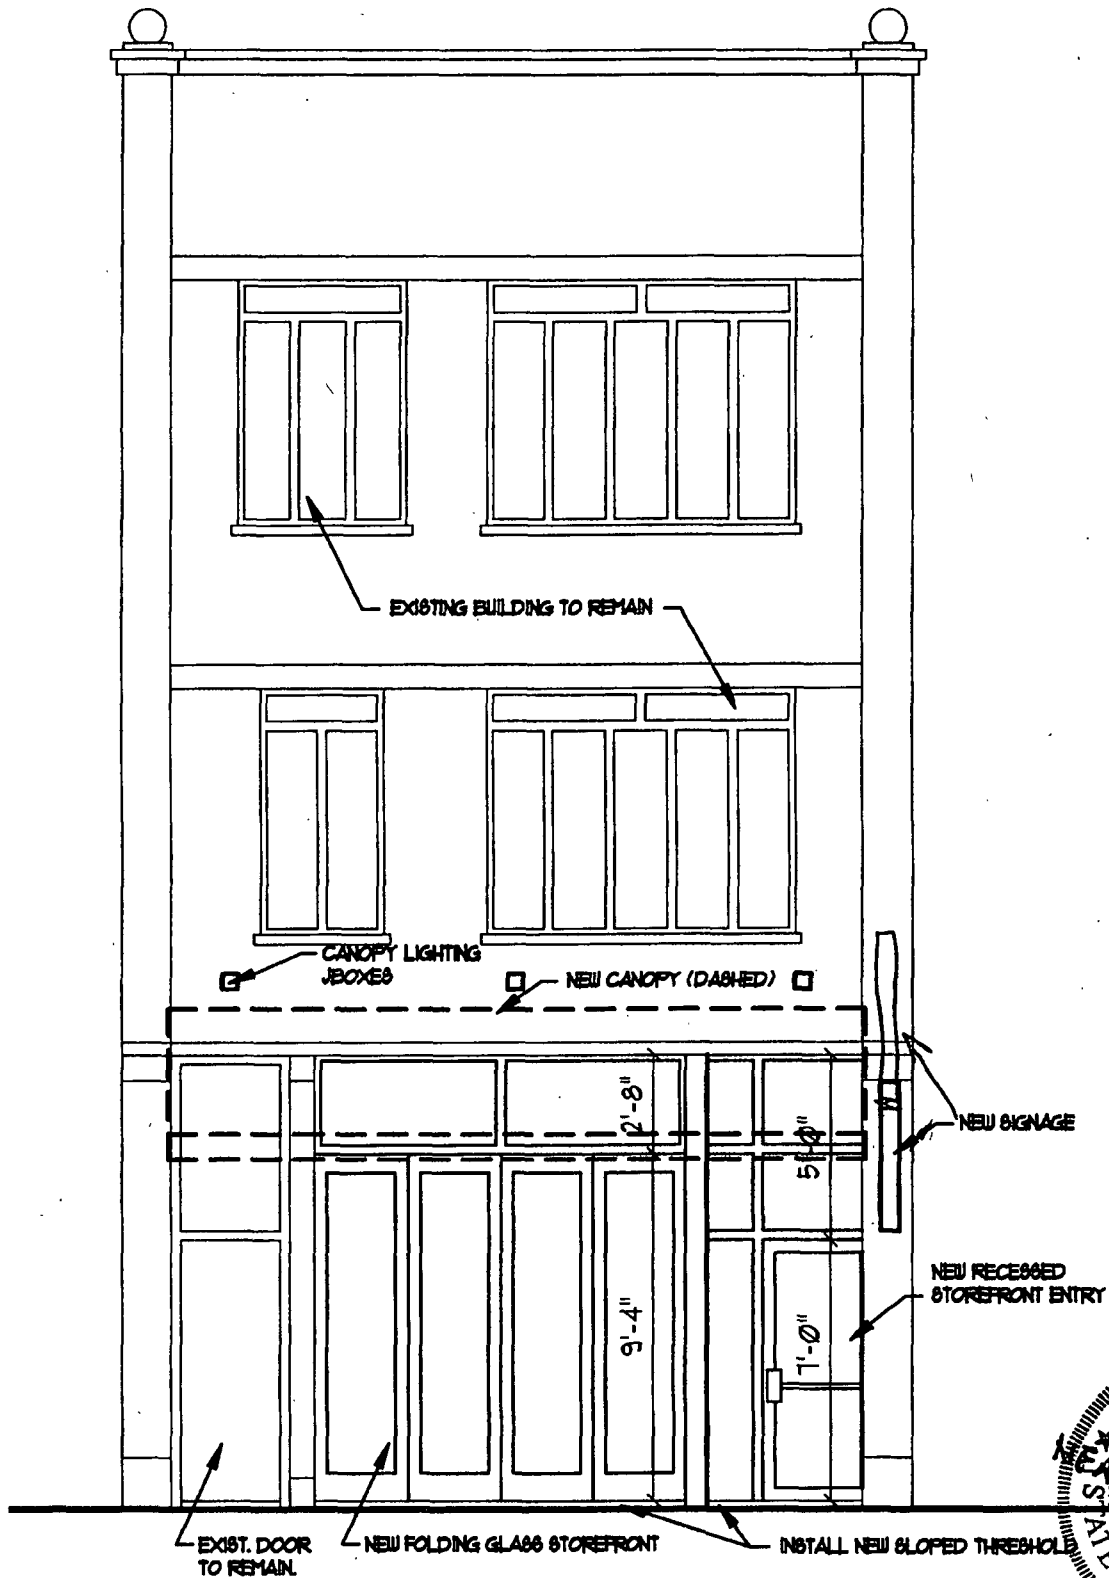 EXISTING BUILDING TO REMAIN
CANOPY LIGHTING
JBOXES
NEW CANOPY (DASHED)
2'-8"
5'-0"
NEW SIGNAGE
NEW RECESSED
STOREFRONT ENTRY
9'-4"
7'-0"
EXIST. DOOR
TO REMAIN.
NEW FOLDING GLASS STOREFRONT
INSTALL NEW SLOPED THRESHOLD